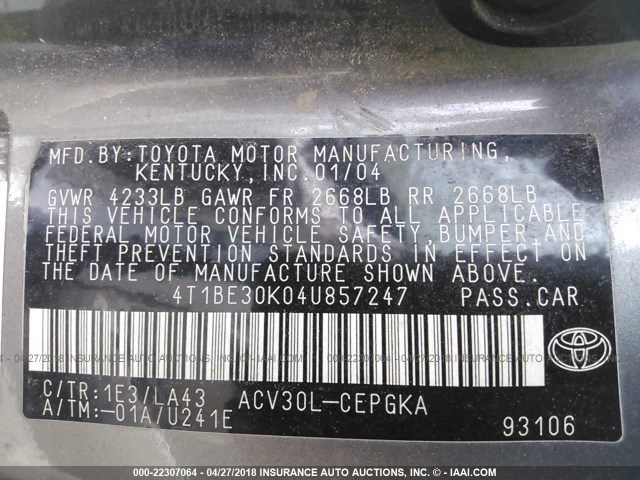 MFD. BY: TOYOTA MOTOR MANUFACTURING,
KENTUCKY, INC. 01/04
GVWR 4233LB GAWR FR 2668LB RR 2668LB
THIS VEHICLE CONFORMS TO ALL APPLICABLE
FEDERAL MOTOR VEHICLE SAFETY, BUMPER AND
THEFT PREVENTION STANDARDS IN EFFECT ON
THE DATE OF MANUFACTURE SHOWN ABOVE.
4T1BE30K04U857247 PASS. CAR
C/TR: 1E3/LA43
A/TM: -01A/U241E
ACV30L-CEPGKA
93106
000-22307064 - 04/27/2018 INSURANCE AUTO AUCTIONS - IAAI.COM